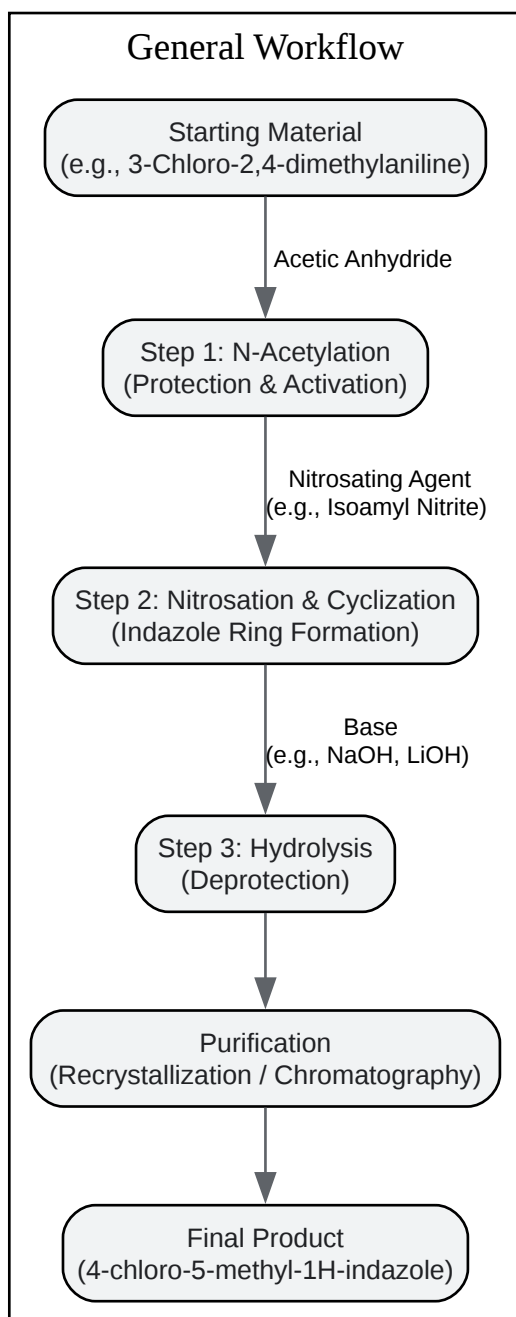 General Workflow
Starting Material
(e.g., 3-Chloro-2,4-dimethylaniline)
Acetic Anhydride
Step 1: N-Acetylation
(Protection & Activation)
Nitrosating Agent
(e.g., Isoamyl Nitrite)
Step 2: Nitrosation & Cyclization
(Indazole Ring Formation)
Base
(e.g., NaOH, LiOH)
Step 3: Hydrolysis
(Deprotection)
Purification
(Recrystallization / Chromatography)
Final Product
(4-chloro-5-methyl-1H-indazole)